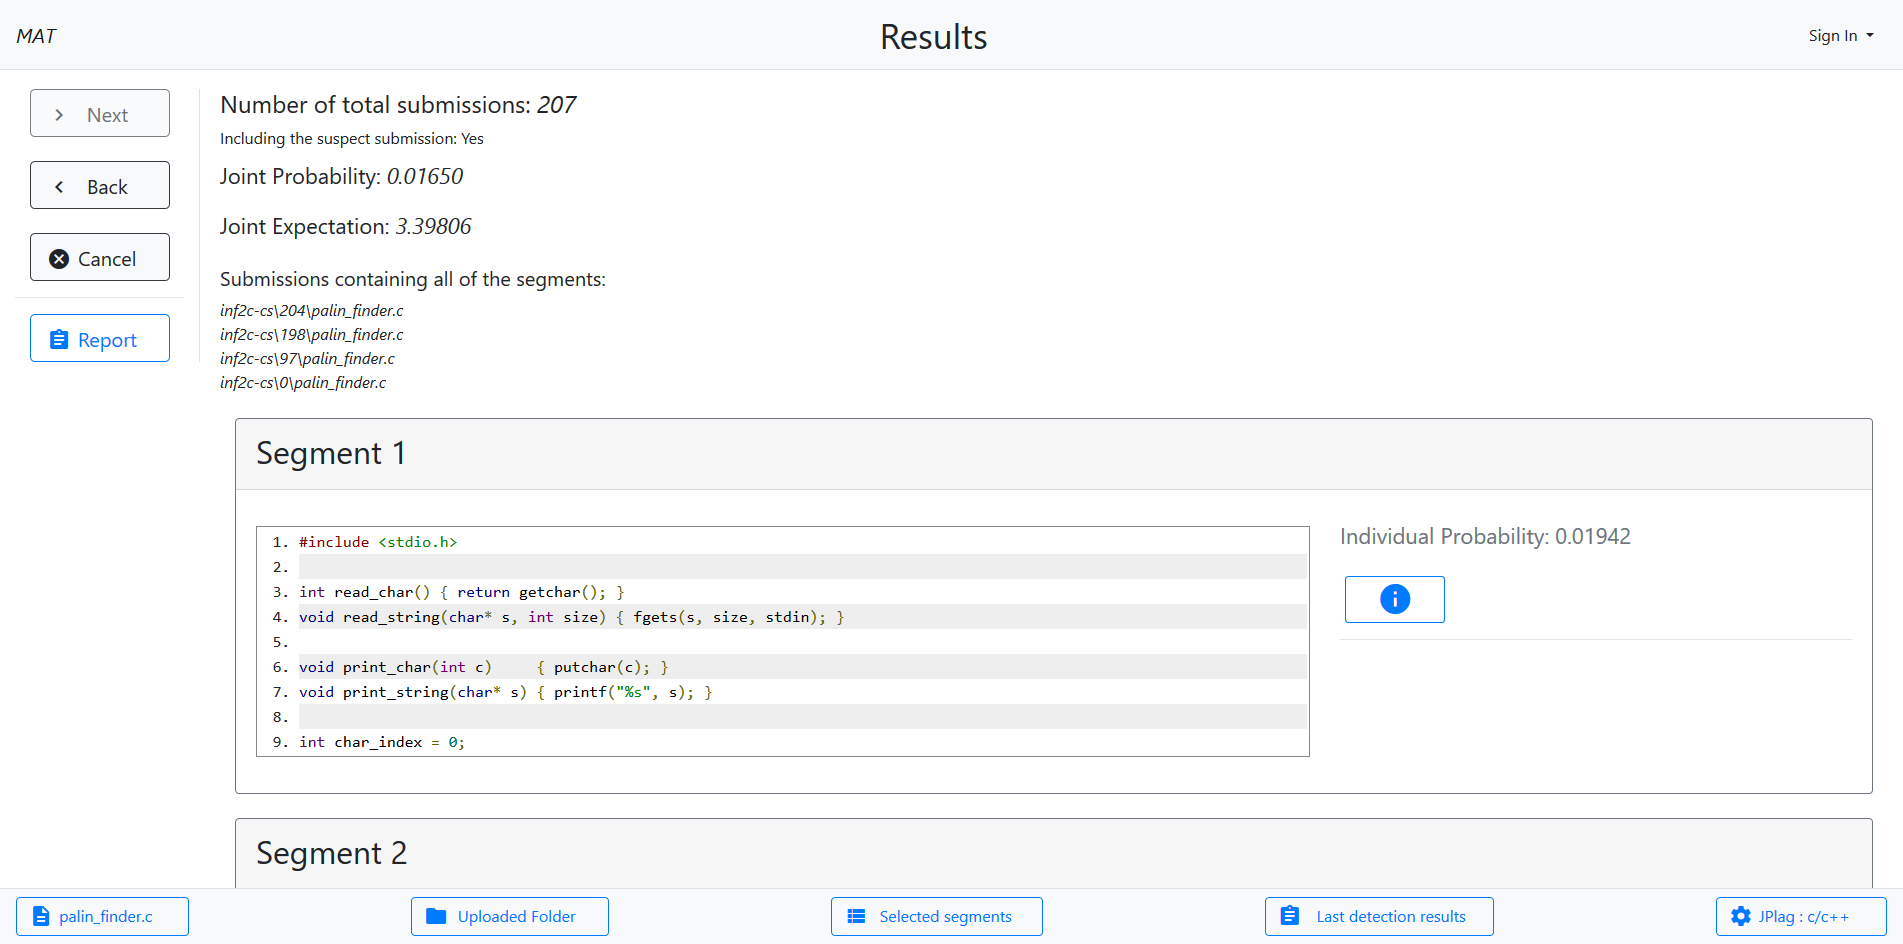 MAT
Results
Sign In
Next
Back
Cancel
Report
Number of total submissions: 207
Including the suspect submission: Yes
Joint Probability: 0.01650
Joint Expectation: 3.39806
Submissions containing all of the segments:
inf2c-cs\204\palin_finder.c
inf2c-cs\198\palin_finder.c
inf2c-cs\97\palin_finder.c
inf2c-cs\0\palin_finder.c
Segment 1
1. #include <stdio.h>
2.
3. int read_char() { return getchar(); }
4. void read_string(char* s, int size) { fgets(s, size, stdin); }
5.
6. void print_char(int c)     { putchar(c); }
7. void print_string(char* s) { printf("%s", s); }
8.
9. int char_index = 0;
Individual Probability: 0.01942
Segment 2
palin_finder.c
Uploaded Folder
Selected segments
Last detection results
JPlag : c/c++